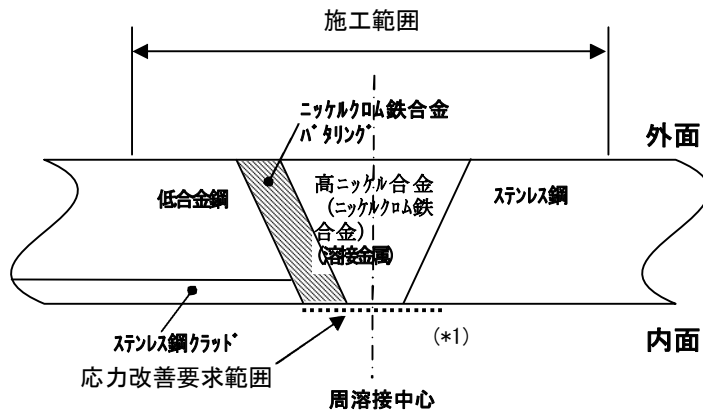 施工範囲
ニッケルクロム鉄合金
バタリング
外面
低合金鋼
高ニッケル合金
(ニッケルクロム鉄
合金)
(溶接金属)
ステンレス鋼
(*1)
内面
ステンレス鋼クラッド
応力改善要求範囲
周溶接中心